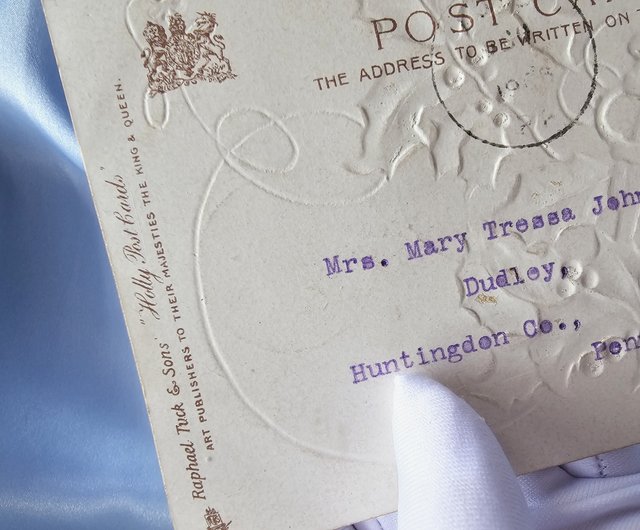 POST
THE ADDRESS TO BE WRITTEN ON
10
Mrs. Mary Tressa John
Dudley,
Huntingdon Co.,
Penn
Raphael Tuck & Sons' "Holly Post Cards"
ART PUBLISHERS TO THEIR MAJESTIES THE KING & QUEEN.